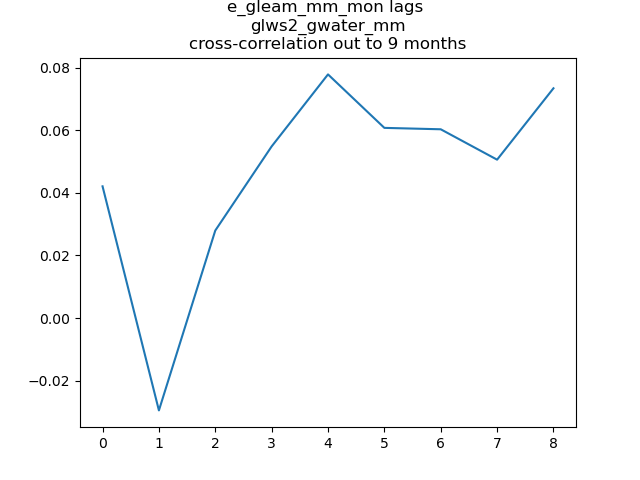 e_gleam_mm_mon lags
glws2_gwater_mm
cross-correlation out to 9 months
0.08
0.06
0.04
0.02
0.00
−0.02
0 1 2 3 4 5 6 7 8